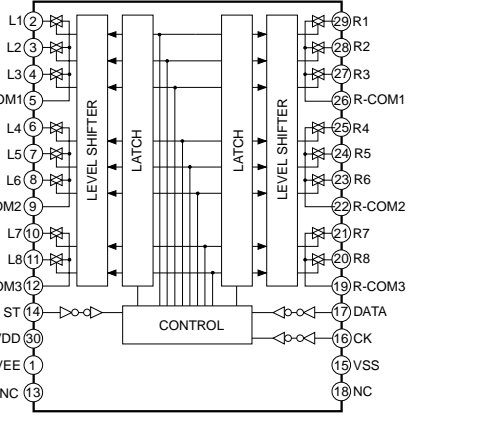 L1 2
L2 3
L3 4
OM1 5
L4 6
L5 7
L6 8
OM2 9
L7 10
L8 11
OM3 12
ST 14
VDD 30
VEE 1
NC 13
LEVEL SHIFTER
LATCH
LATCH
LEVEL SHIFTER
CONTROL
29 R1
28 R2
27 R3
26 R-COM1
25 R4
24 R5
23 R6
22 R-COM2
21 R7
20 R8
19 R-COM3
17 DATA
16 CK
15 VSS
18 NC